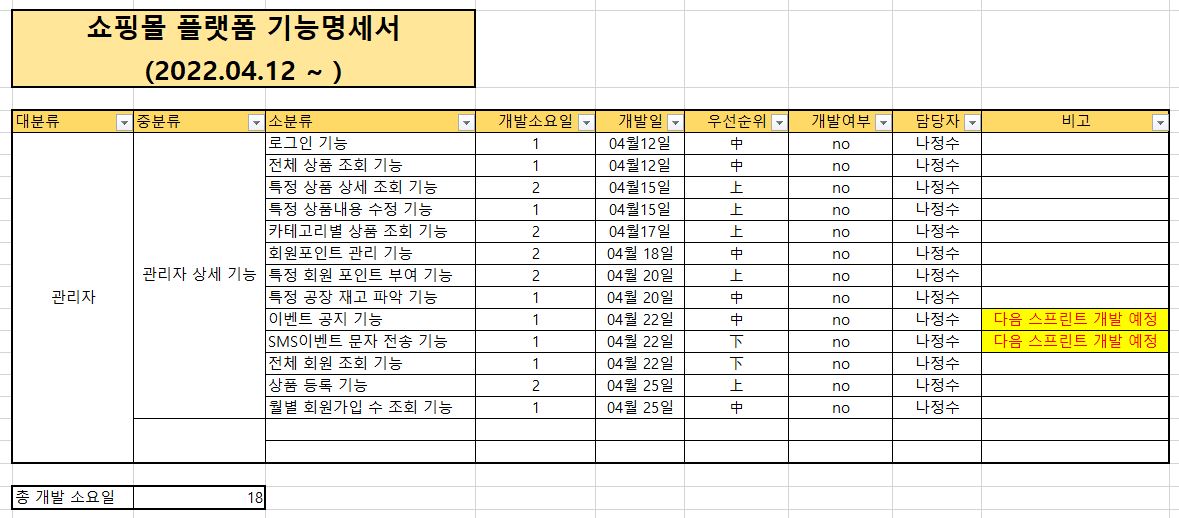 쇼핑몰 플랫폼 기능명세서
(2022.04.12 ~ )
대분류 중분류 소분류 개발소요일 개발일 우선순위 개발여부 담당자 비고
로그인 기능 1 04월12일 中 no 나정수
전체 상품 조회 기능 1 04월12일 中 no 나정수
특정 상품 상세 조회 기능 2 04월15일 上 no 나정수
특정 상품내용 수정 기능 1 04월15일 上 no 나정수
카테고리별 상품 조회 기능 2 04월17일 上 no 나정수
회원포인트 관리 기능 2 04월 18일 中 no 나정수
관리자 상세 기능 특정 회원 포인트 부여 기능 2 04월 20일 上 no 나정수
관리자 특정 공장 재고 파악 기능 1 04월 20일 中 no 나정수
이벤트 공지 기능 1 04월 22일 中 no 나정수 다음 스프린트 개발 예정
SMS이벤트 문자 전송 기능 1 04월 22일 下 no 나정수 다음 스프린트 개발 예정
전체 회원 조회 기능 1 04월 22일 下 no 나정수
상품 등록 기능 2 04월 25일 上 no 나정수
월별 회원가입 수 조회 기능 1 04월 25일 中 no 나정수
총 개발 소요일 18